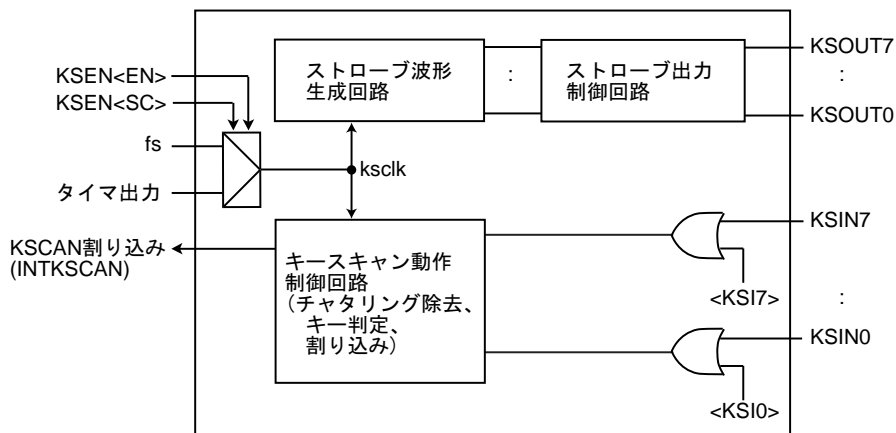 KSEN<EN>
KSEN<SC>
fs
タイマ出力
KSCAN割り込み
(INTKSCAN)
ストローブ波形
生成回路
:
ストローブ出力
制御回路
KSOUT7
:
KSOUT0
ksclk
キースキャン動作
制御回路
(チャタリング除去、
キー判定、
割り込み)
KSIN7
<KSI7>
:
KSIN0
<KSI0>